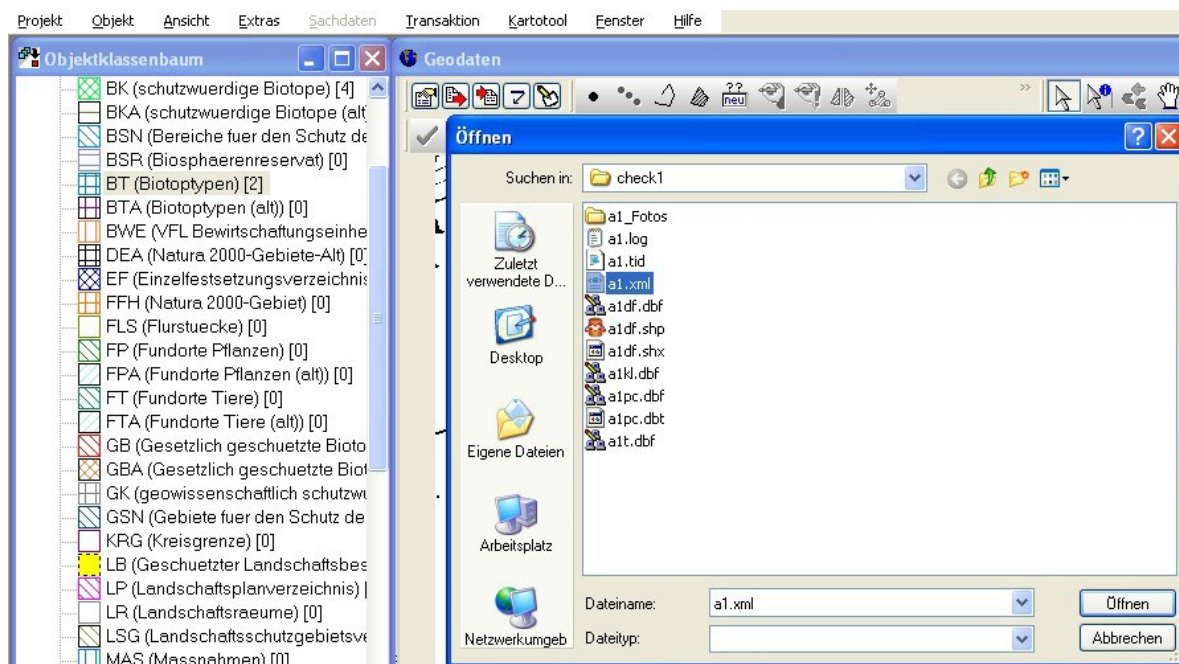 Projekt Objekt Ansicht Extras Sachdaten Transaktion Kartotool Fenster Hilfe
Objektklassenbaum
BK (schutzwuerdige Biotope) [4]
BKA (schutzwuerdige Biotope (alt
BSN (Bereiche fuer den Schutz de
BSR (Biosphaerenreservat) [0]
BT (Biotoptypen) [2]
BTA (Biotoptypen (alt)) [0]
BWE (VFL Bewirtschaftungseinhe
DEA (Natura 2000-Gebiete-Alt) [0]
EF (Einzelfestsetzungsverzeichnis
FFH (Natura 2000-Gebiet) [0]
FLS (Flurstuecke) [0]
FP (Fundorte Pflanzen) [0]
FPA (Fundorte Pflanzen (alt)) [0]
FT (Fundorte Tiere) [0]
FTA (Fundorte Tiere (alt)) [0]
GB (Gesetzlich geschuetzte Bioto
GBA (Gesetzlich geschuetzte Biot
GK (geowissenschaftlich schutzwu
GSN (Gebiete fuer den Schutz de
KRG (Kreisgrenze) [0]
LB (Geschuetzter Landschaftsbes
LP (Landschaftsplanverzeichnis) [
LR (Landschaftsraeume) [0]
LSG (Landschaftsschutzgebietsve
MAS (Massnahmen) [0]
Geodaten
?? neu
Öffnen
Suchen in: check1
Zuletzt
verwendete D...
Desktop
Eigene Dateien
Arbeitsplatz
Netzwerkumgeb
a1_Fotos
a1.log
a1.tid
a1.xml
a1df.dbf
a1df.shp
a1df.shx
a1kl.dbf
a1pc.dbf
a1pc.dbt
a1t.dbf
Dateiname: a1.xml Öffnen
Dateityp: Abbrechen